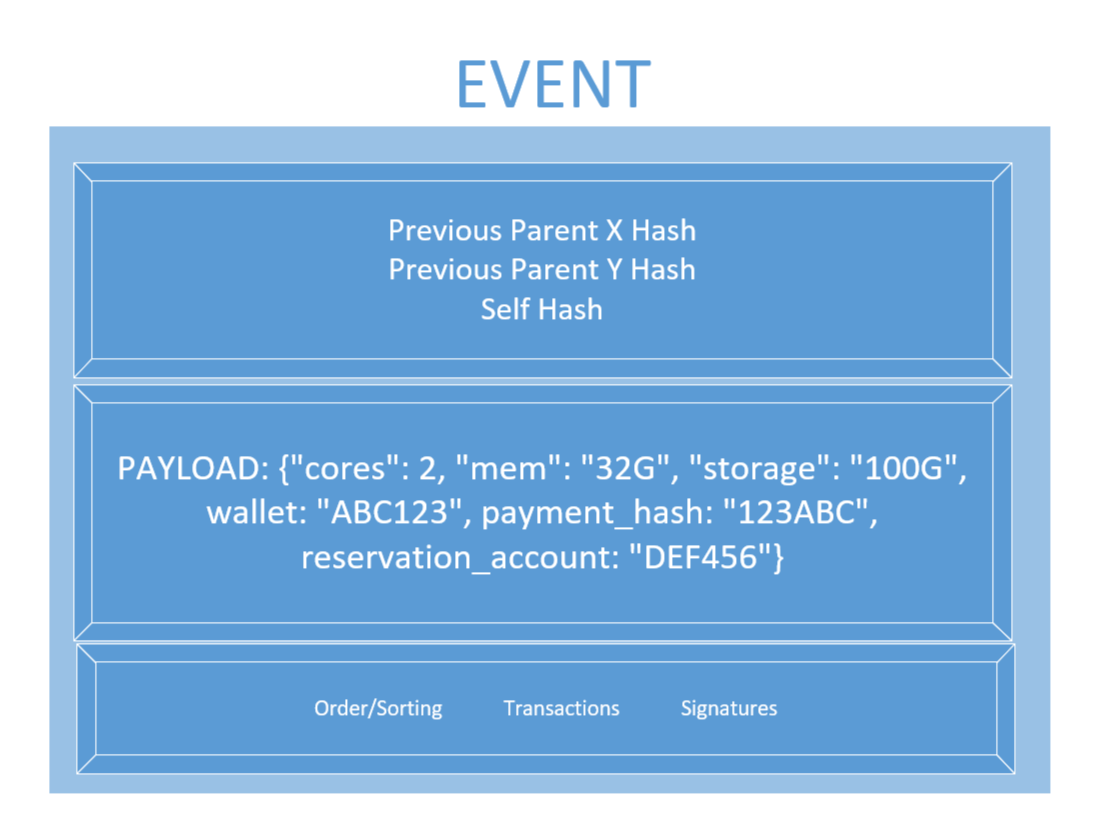 EVENT
Previous Parent X Hash
Previous Parent Y Hash
Self Hash
PAYLOAD: {"cores": 2, "mem": "32G", "storage": "100G",
wallet: "ABC123", payment_hash: "123ABC",
reservation_account: "DEF456"}
Order/Sorting Transactions Signatures